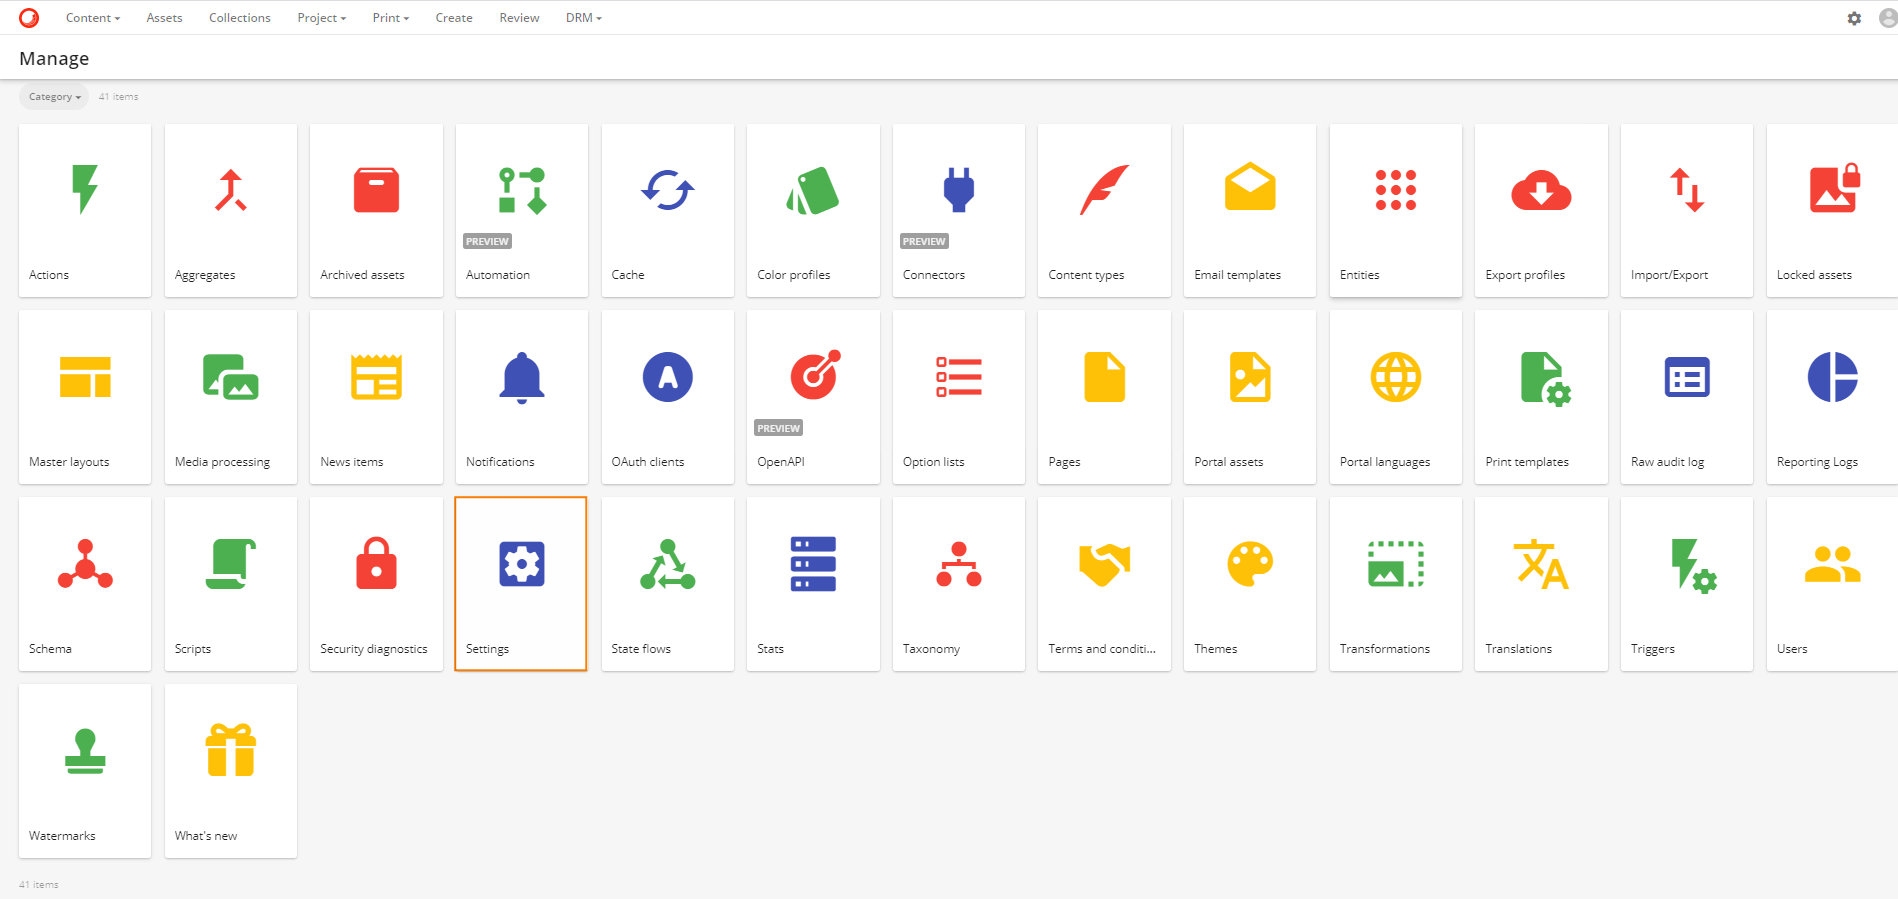 Content Assets Collections Project Print Create Review DRM
Manage
Category 41 items
PREVIEW PREVIEW
Actions Aggregates Archived assets Automation Cache Color profiles Connectors Content types Email templates Entities Export profiles Import/Export Locked assets
PREVIEW
Master layouts Media processing News items Notifications OAuth clients OpenAPI Option lists Pages Portal assets Portal languages Print templates Raw audit log Reporting Logs
Schema Scripts Security diagnostics Settings State flows Stats Taxonomy Terms and conditi... Themes Transformations Translations Triggers Users
Watermarks What's new
41 items